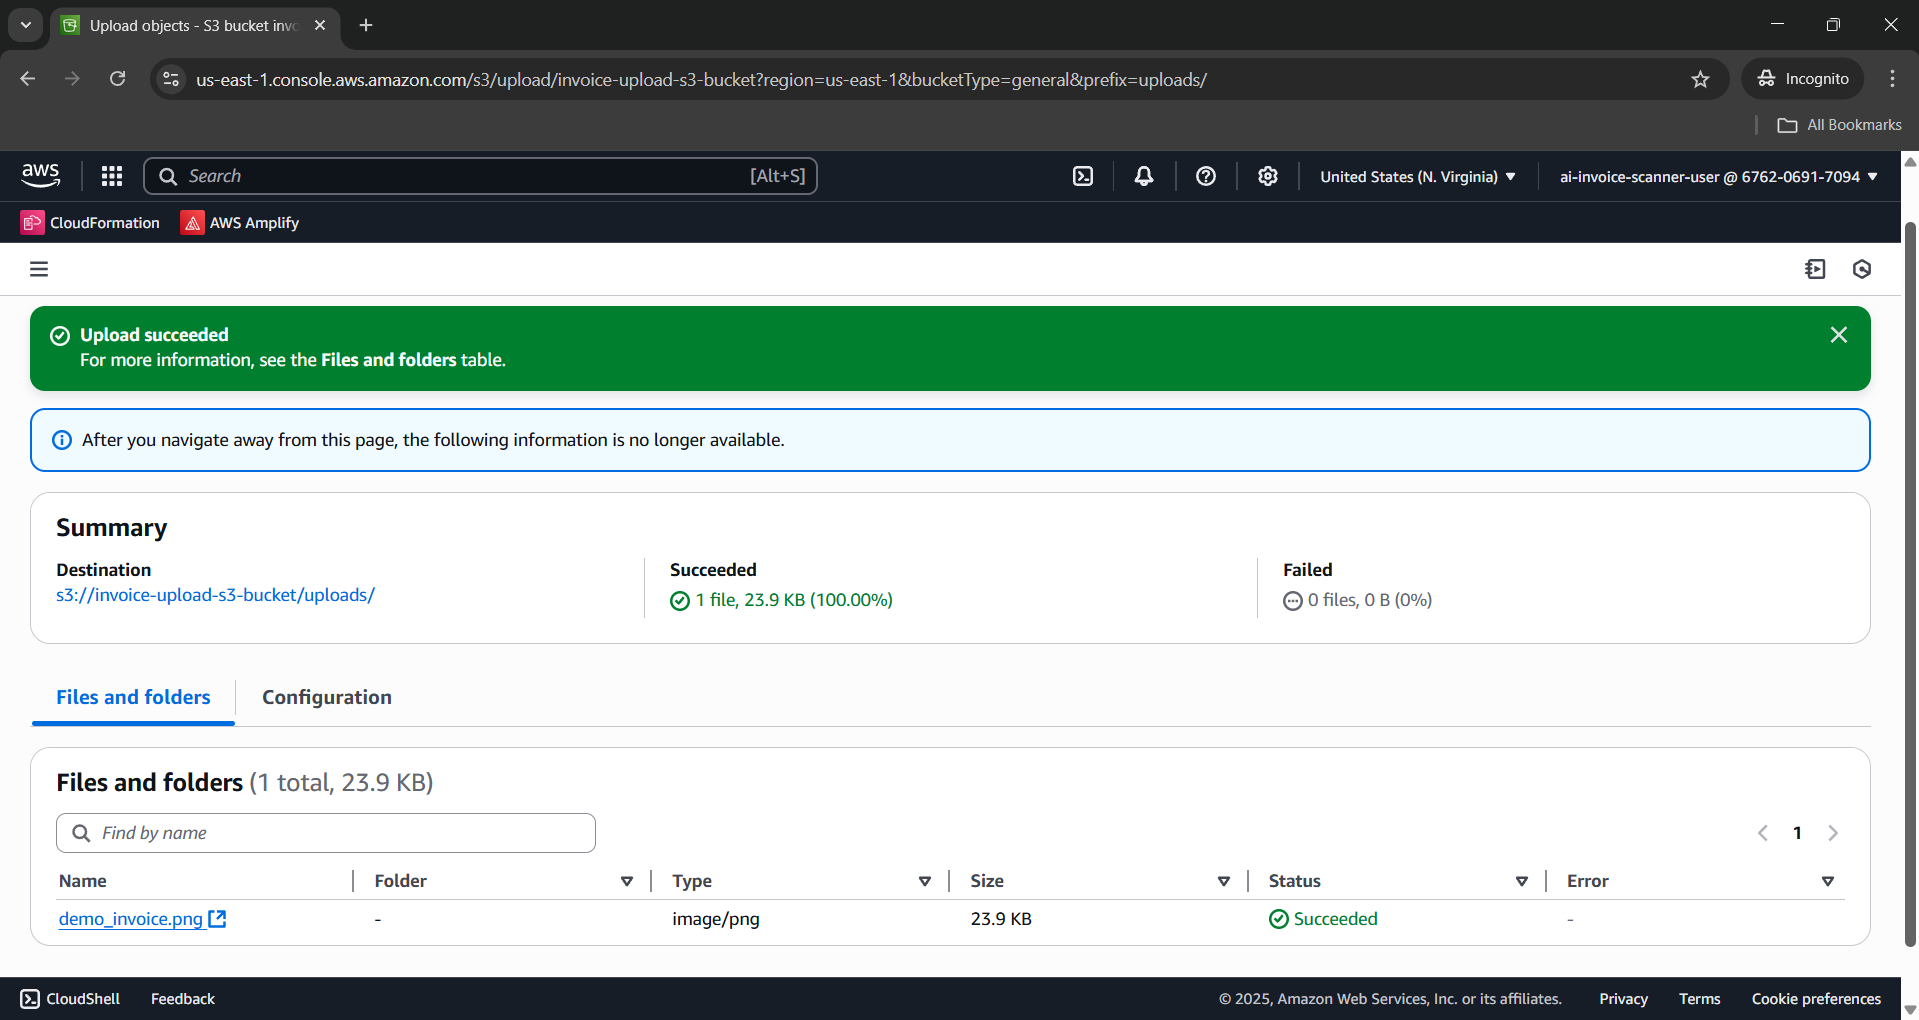 Upload objects - S3 bucket invo
us-east-1.console.aws.amazon.com/s3/upload/invoice-upload-s3-bucket?region=us-east-1&bucketType=general&prefix=uploads/
Incognito
All Bookmarks
aws
Search
[Alt+S]
United States (N. Virginia)
ai-invoice-scanner-user @ 6762-0691-7094
CloudFormation
AWS Amplify
Upload succeeded
For more information, see the Files and folders table.
After you navigate away from this page, the following information is no longer available.
Summary
Destination
s3://invoice-upload-s3-bucket/uploads/
Succeeded
1 file, 23.9 KB (100.00%)
Failed
0 files, 0 B (0%)
Files and folders
Configuration
Files and folders (1 total, 23.9 KB)
Find by name
1
Name Folder Type Size Status Error
demo_invoice.png - image/png 23.9 KB Succeeded -
CloudShell Feedback © 2025, Amazon Web Services, Inc. or its affiliates. Privacy Terms Cookie preferences